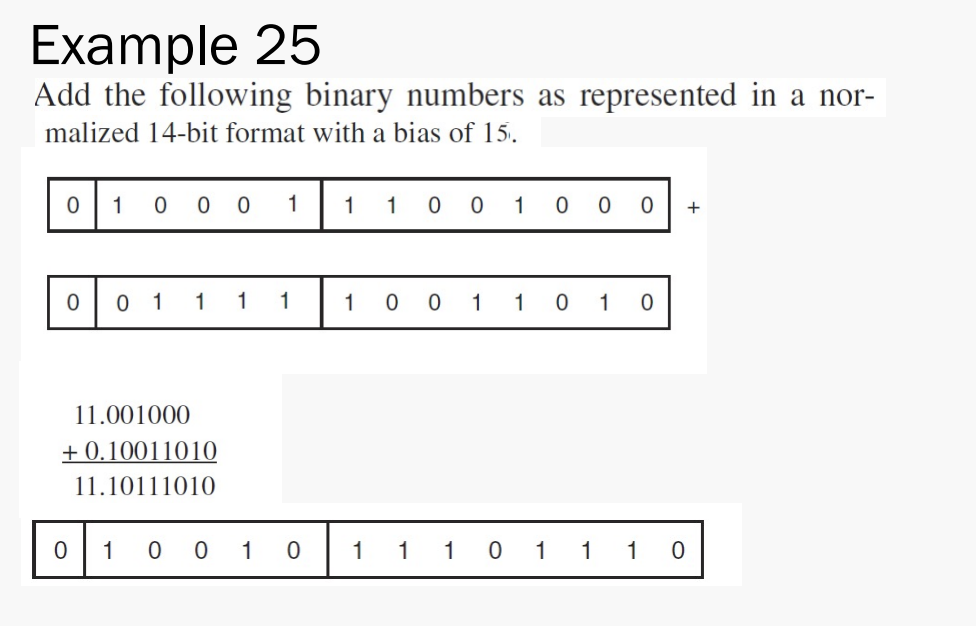 Example 25
Add the following binary numbers as represented in a nor-
malized 14-bit format with a bias of 15.
0 1 0 0 0 1 1 1 0 0 1 0 0 0 +
0 0 1 1 1 1 1 0 0 1 1 0 1 0
11.001000
+ 0.10011010
11.10111010
0 1 0 0 1 0 1 1 1 0 1 1 1 0